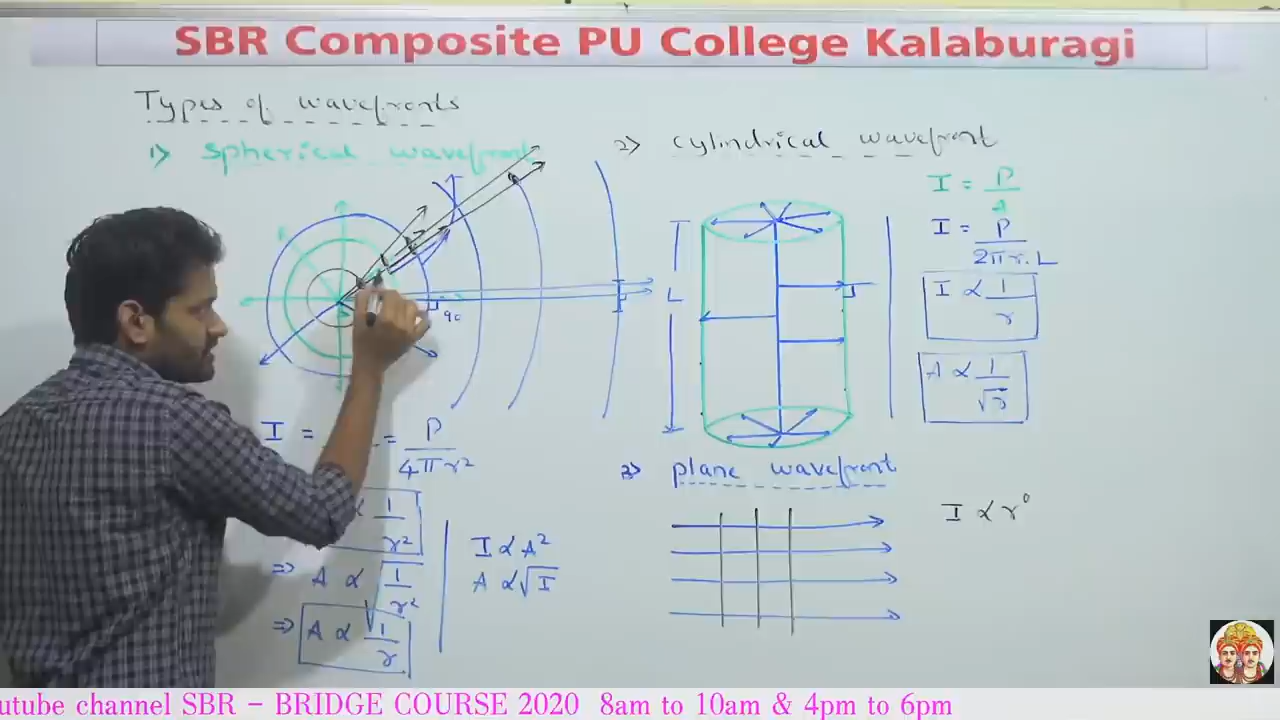 SBR Composite PU College Kalaburagi
Types of wavefronts
1) Spherical wavefront
90
I = = P / 4πr²
∝ 1 / r²
⇒ A ∝ √ 1 / r²
⇒ A ∝ 1 / r
I ∝ A²
A ∝ √I
2) cylindrical wavefront
L
I = P / A
I = P / 2πr.L
I ∝ 1 / r
A ∝ 1 / √r
3) plane wavefront
I ∝ r⁰
utube channel SBR - BRIDGE COURSE 2020 8am to 10am & 4pm to 6pm